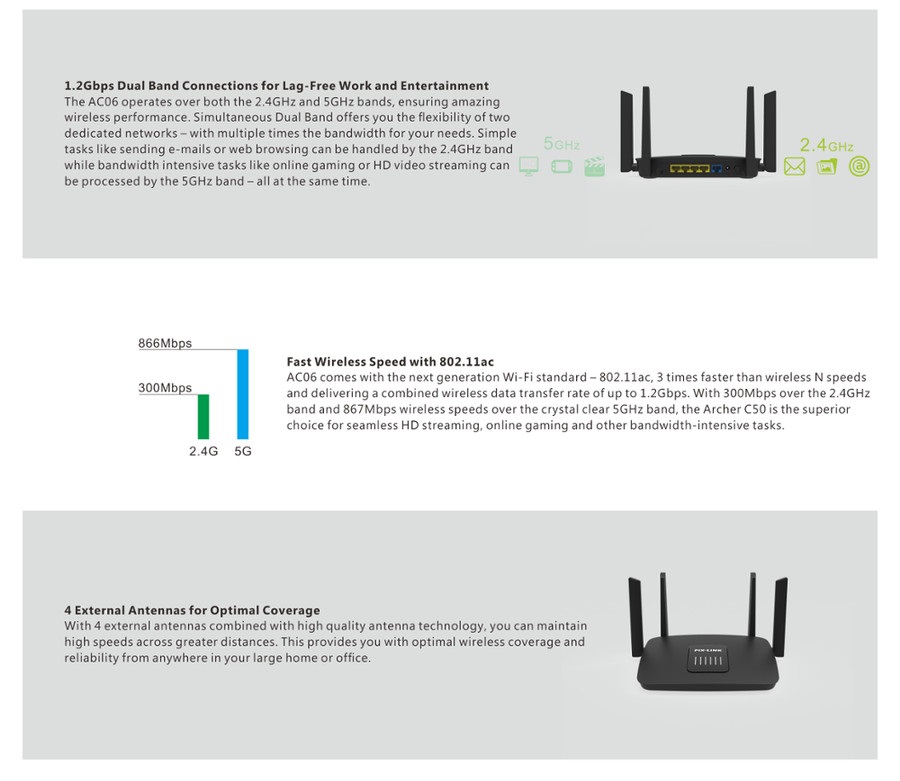 1.2Gbps Dual Band Connections for Lag-Free Work and Entertainment
The AC06 operates over both the 2.4GHz and 5GHz bands, ensuring amazing
wireless performance. Simultaneous Dual Band offers you the flexibility of two
dedicated networks – with multiple times the bandwidth for your needs. Simple
tasks like sending e-mails or web browsing can be handled by the 2.4GHz band
while bandwidth intensive tasks like online gaming or HD video streaming can
be processed by the 5GHz band – all at the same time.
5GHz
2.4GHz
@
866Mbps
300Mbps
2.4G 5G
Fast Wireless Speed with 802.11ac
AC06 comes with the next generation Wi-Fi standard – 802.11ac, 3 times faster than wireless N speeds
and delivering a combined wireless data transfer rate of up to 1.2Gbps. With 300Mbps over the 2.4GHz
band and 867Mbps wireless speeds over the crystal clear 5GHz band, the Archer C50 is the superior
choice for seamless HD streaming, online gaming and other bandwidth-intensive tasks.
4 External Antennas for Optimal Coverage
With 4 external antennas combined with high quality antenna technology, you can maintain
high speeds across greater distances. This provides you with optimal wireless coverage and
reliability from anywhere in your large home or office.
PIX-LINK